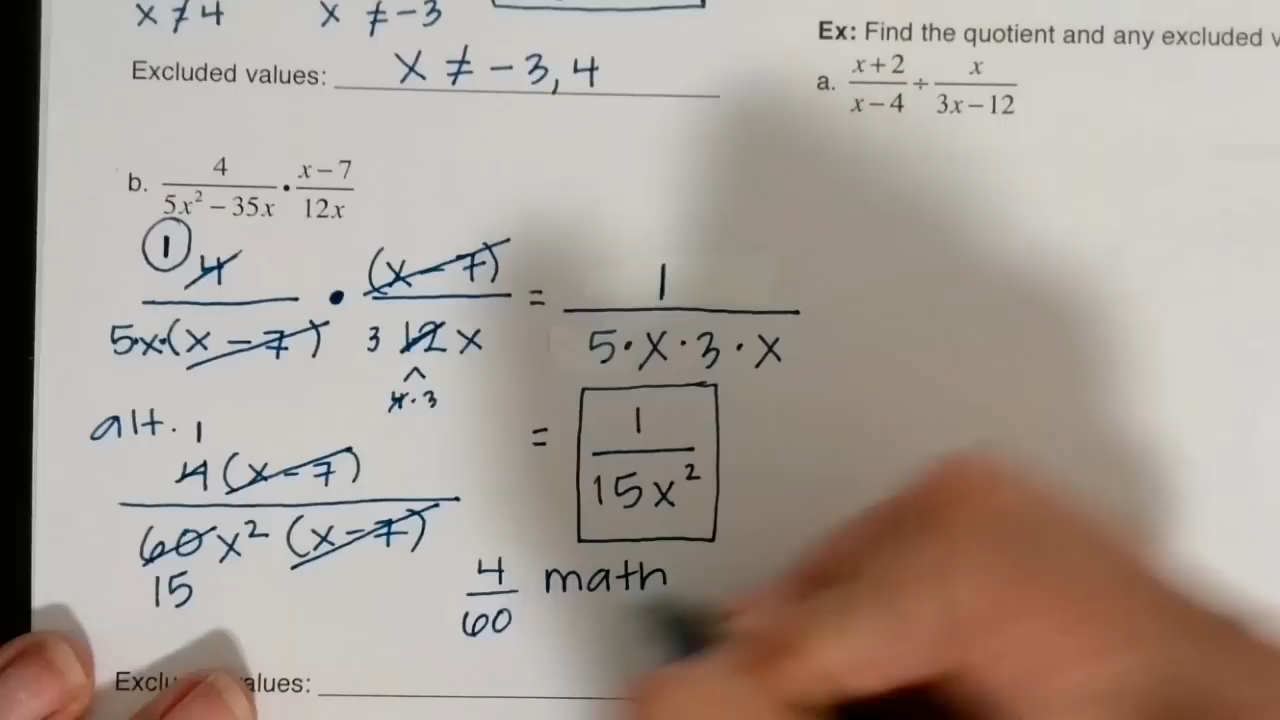 x ≠ 4 x ≠ -3
Excluded values: x ≠ -3, 4
b. 4/(5x² - 35x) • (x - 7)/(12x)
1 4/(5•x•(x - 7)) • (x - 7)/(3 12 x) = 1/(5 • x • 3 • x)
4 • 3
alt. 1
4(x - 7)/(60x² (x - 7)) = 1/(15x²)
15
4/60 math
values:
Ex: Find the quotient and any excluded
a. (x + 2)/(x - 4) ÷ x/(3x - 12)